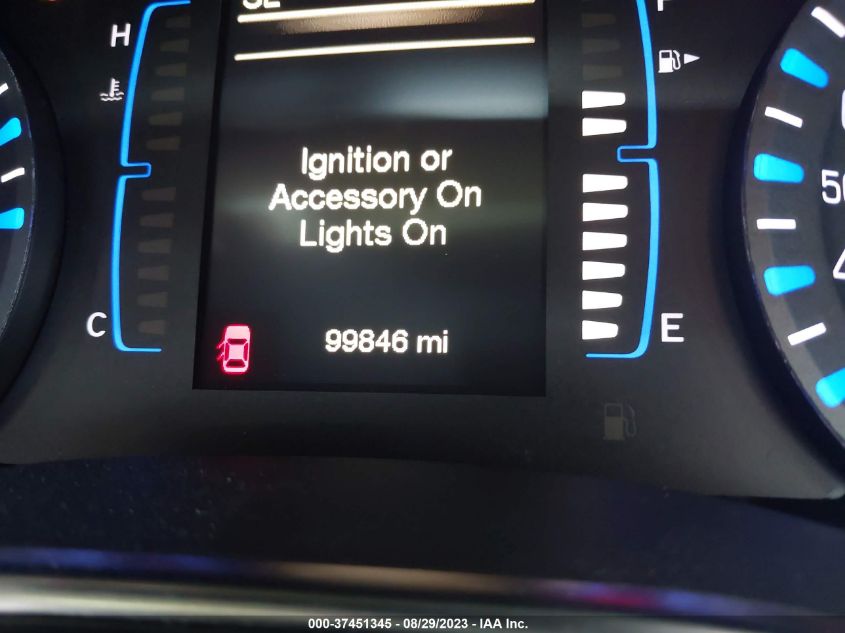 H
Ignition or
Accessory On
Lights On
C
99846 mi
E
000-37451345 - 08/29/2023 - IAA Inc.